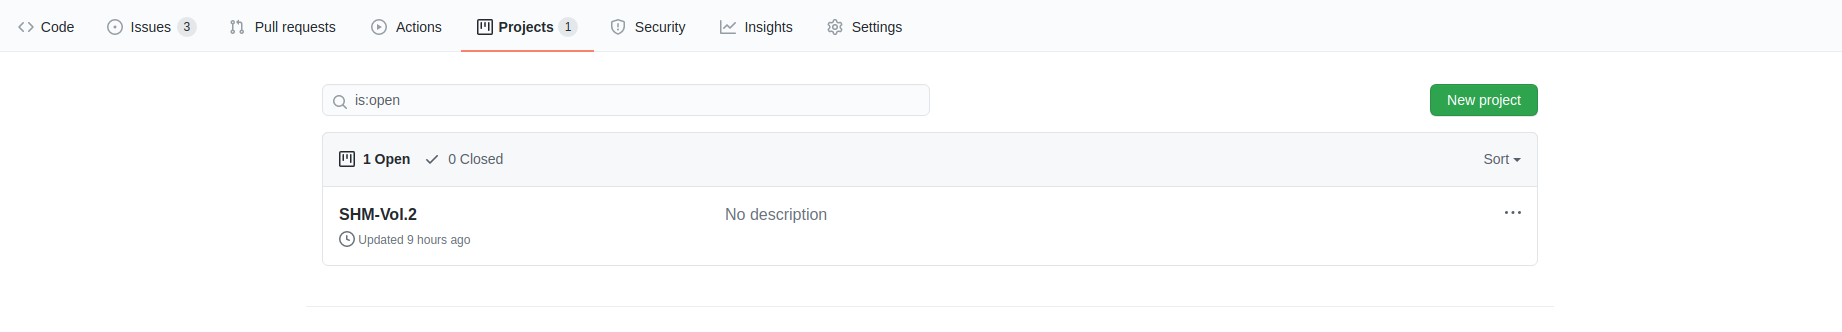 Code Issues 3 Pull requests Actions Projects 1 Security Insights Settings
is:open New project
1 Open 0 Closed Sort
SHM-Vol.2 No description
Updated 9 hours ago